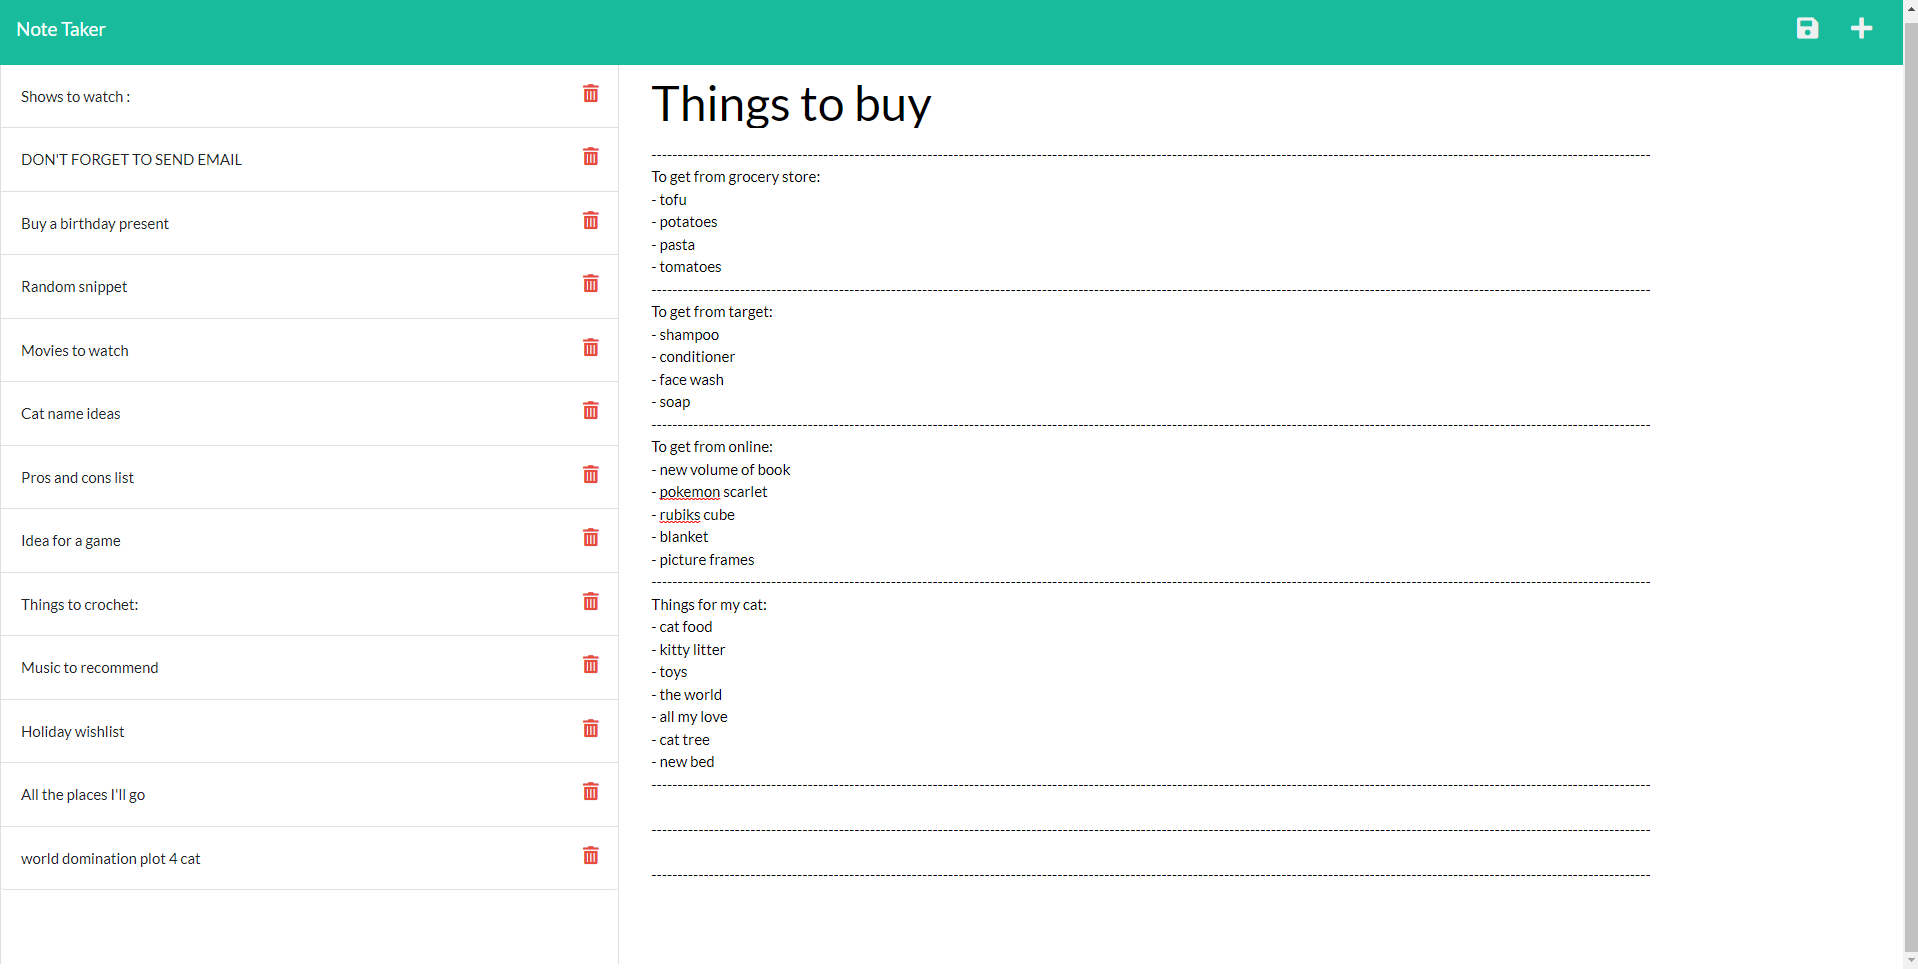 Note Taker
Shows to watch :
DON'T FORGET TO SEND EMAIL
Buy a birthday present
Random snippet
Movies to watch
Cat name ideas
Pros and cons list
Idea for a game
Things to crochet:
Music to recommend
Holiday wishlist
All the places I'll go
world domination plot 4 cat
Things to buy
--------------------------------------------------------------------------------
To get from grocery store:
- tofu
- potatoes
- pasta
- tomatoes
--------------------------------------------------------------------------------
To get from target:
- shampoo
- conditioner
- face wash
- soap
--------------------------------------------------------------------------------
To get from online:
- new volume of book
- pokemon scarlet
- rubiks cube
- blanket
- picture frames
--------------------------------------------------------------------------------
Things for my cat:
- cat food
- kitty litter
- toys
- the world
- all my love
- cat tree
- new bed
--------------------------------------------------------------------------------
--------------------------------------------------------------------------------
--------------------------------------------------------------------------------